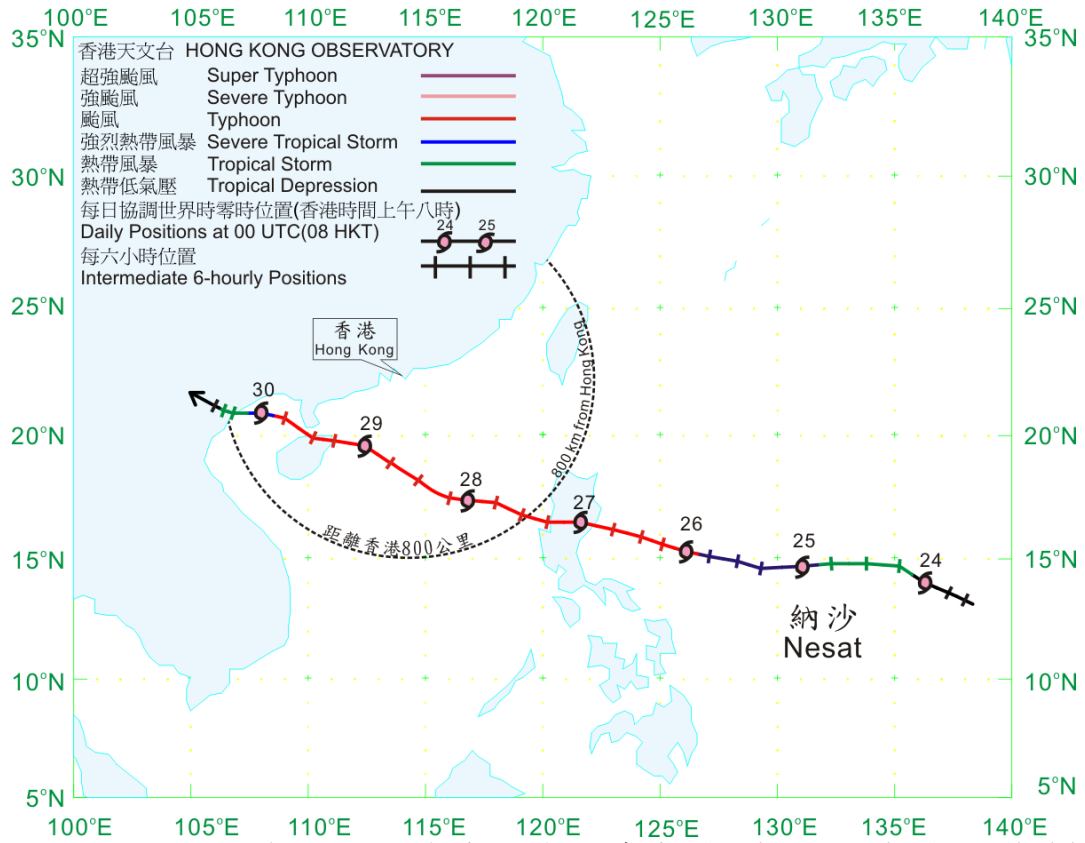 100°E 105°E 110°E 115°E 120°E 125°E 130°E 135°E 140°E
35°N 35°N
香港天文台 HONG KONG OBSERVATORY
超強颱風 Super Typhoon
強颱風 Severe Typhoon
颱風 Typhoon
強烈熱帶風暴 Severe Tropical Storm
熱帶風暴 Tropical Storm
熱帶低氣壓 Tropical Depression
30°N 30°N
每日協調世界時零時位置(香港時間上午八時)
Daily Positions at 00 UTC(08 HKT) 24 25
每六小時位置
Intermediate 6-hourly Positions
25°N 25°N
香港
Hong Kong
800 km from Hong Kong
30
29
20°N 20°N
28
27
26
距離香港800公里
25
24
15°N 15°N
納沙
Nesat
10°N 10°N
5°N 5°N
100°E 105°E 110°E 115°E 120°E 125°E 130°E 135°E 140°E